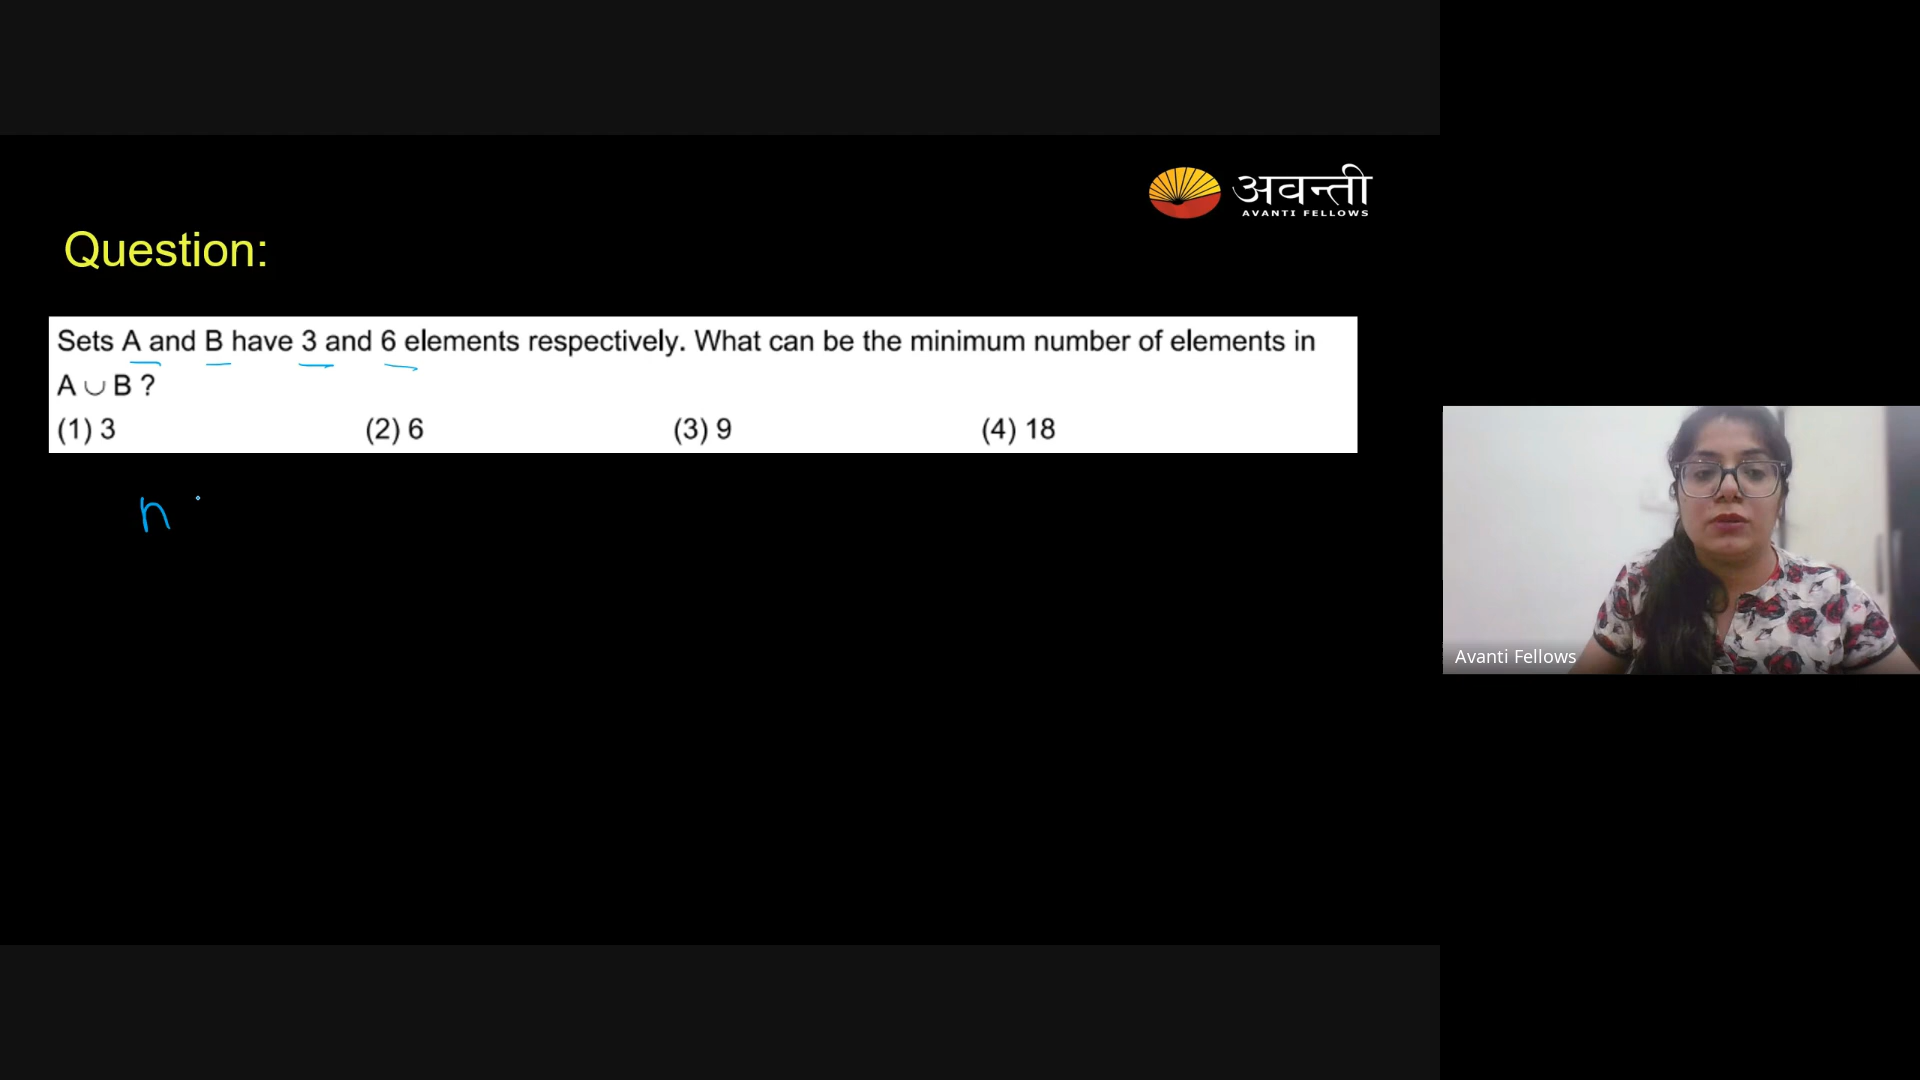 अवन्ती
AVANTI FELLOWS
Question:
Sets A and B have 3 and 6 elements respectively. What can be the minimum number of elements in
A ∪ B ?
(1) 3 (2) 6 (3) 9 (4) 18
n
Avanti Fellows